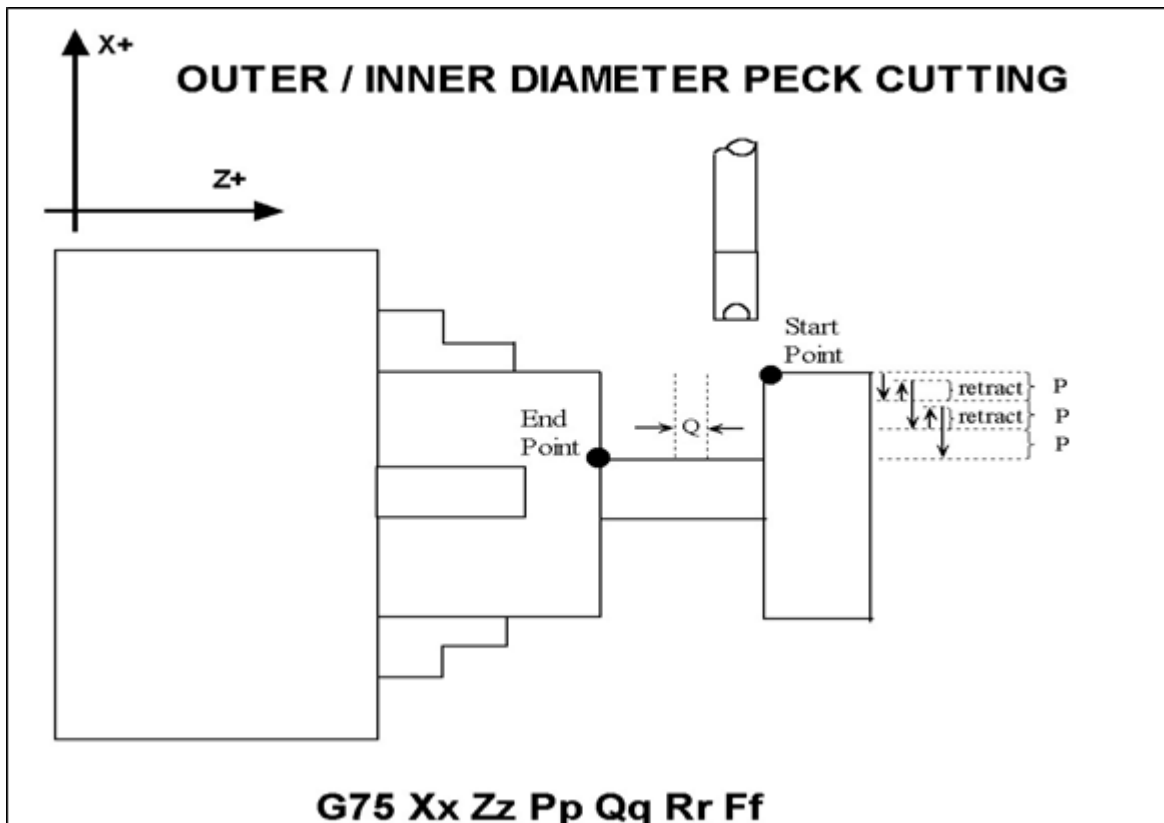 X+
OUTER / INNER DIAMETER PECK CUTTING
Z+
Start
Point
retract P
End
Point
Q
retract P
P
G75 Xx Zz Pp Qq Rr Ff